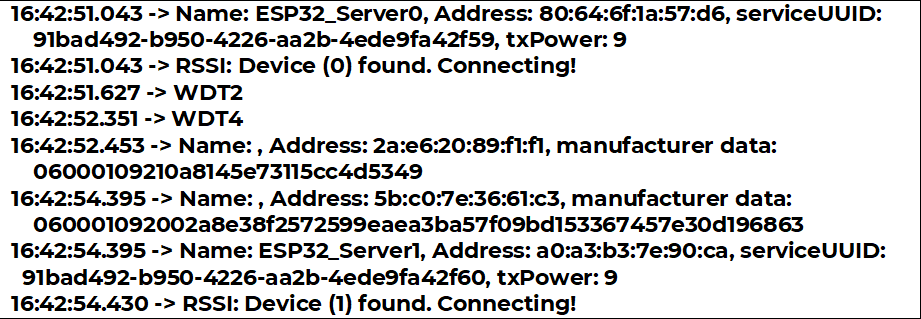 16:42:51.043 -> Name: ESP32_Server0, Address: 80:64:6f:1a:57:d6, serviceUUID:
91bad492-b950-4226-aa2b-4ede9fa42f59, txPower: 9
16:42:51.043 -> RSSI: Device (0) found. Connecting!
16:42:51.627 -> WDT2
16:42:52.351 -> WDT4
16:42:52.453 -> Name: , Address: 2a:e6:20:89:f1:f1, manufacturer data:
06000109210a8145e73115cc4d5349
16:42:54.395 -> Name: , Address: 5b:c0:7e:36:61:c3, manufacturer data:
060001092002a8e38f2572599eaea3ba57f09bd153367457e30d196863
16:42:54.395 -> Name: ESP32_Server1, Address: a0:a3:b3:7e:90:ca, serviceUUID:
91bad492-b950-4226-aa2b-4ede9fa42f60, txPower: 9
16:42:54.430 -> RSSI: Device (1) found. Connecting!